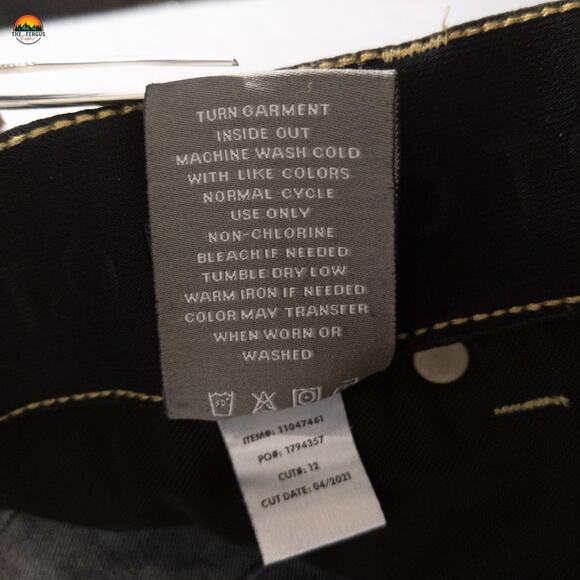 THE FERGUS
TURN GARMENT
INSIDE OUT
MACHINE WASH COLD
WITH LIKE COLORS
NORMAL CYCLE
USE ONLY
NON-CHLORINE
BLEACH IF NEEDED
TUMBLE DRY LOW
WARM IRON IF NEEDED
COLOR MAY TRANSFER
WHEN WORN OR
WASHED
ITEM#: 11047461
PO#: 1794357
CUT#: 12
CUT DATE: 04/2021